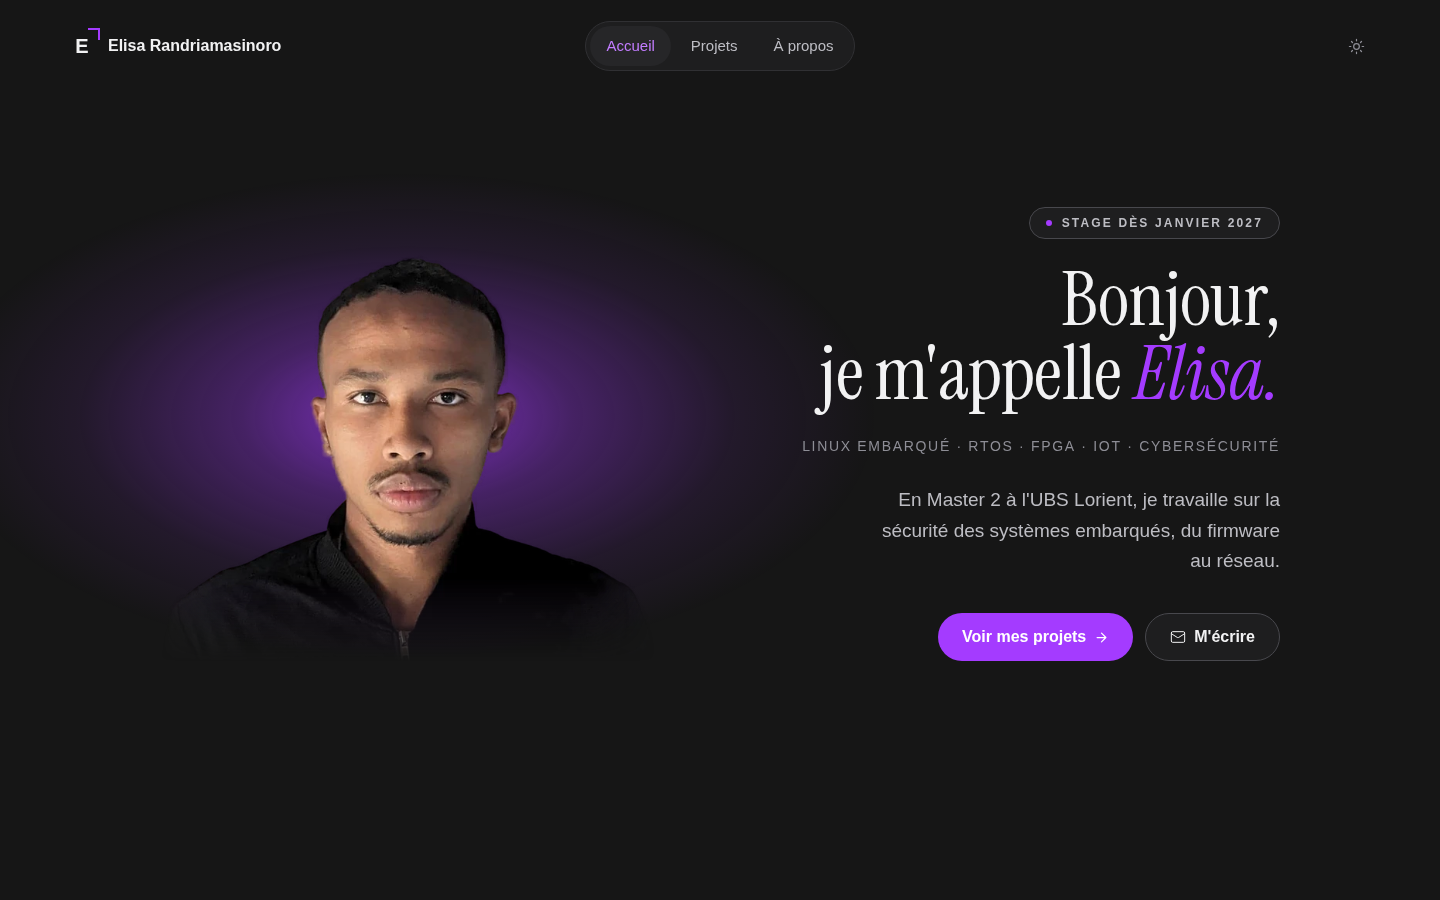 E
Elisa Randriamasinoro
Accueil
Projets
À propos
STAGE DÈS JANVIER 2027
Bonjour,
je m'appelle Elisa.
LINUX EMBARQUÉ · RTOS · FPGA · IOT · CYBERSÉCURITÉ
En Master 2 à l'UBS Lorient, je travaille sur la
sécurité des systèmes embarqués, du firmware
au réseau.
Voir mes projets →
M'écrire